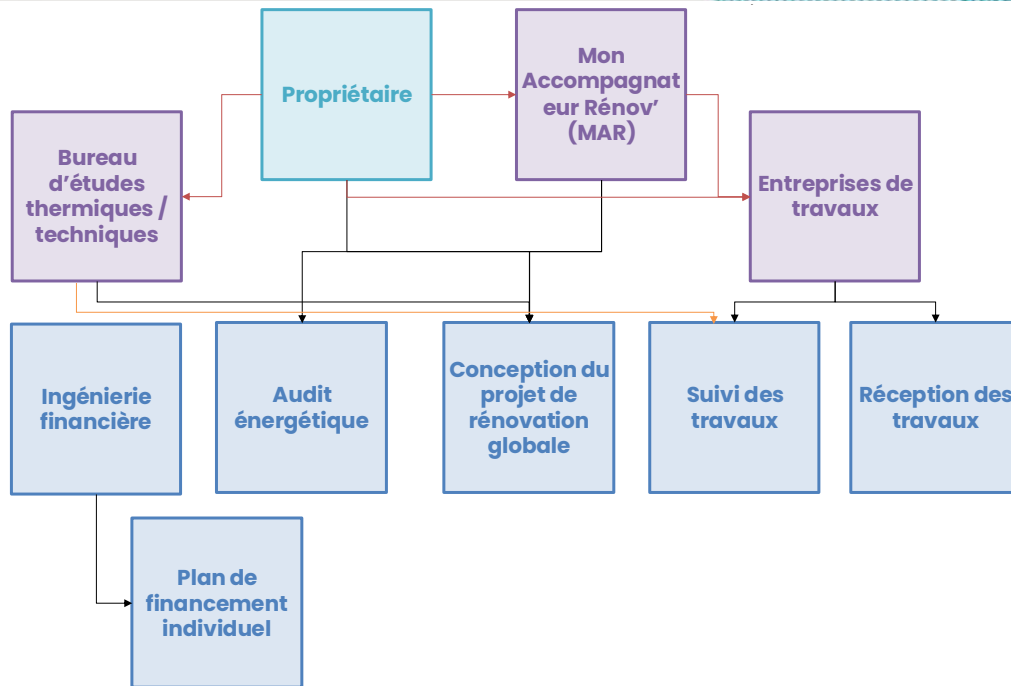 Propriétaire
Mon
Accompagnat
eur Rénov’
(MAR)
Bureau
d’études
thermiques /
techniques
Entreprises de
travaux
Ingénierie
financière
Audit
énergétique
Conception du
projet de
rénovation
globale
Suivi des
travaux
Réception des
travaux
Plan de
financement
individuel